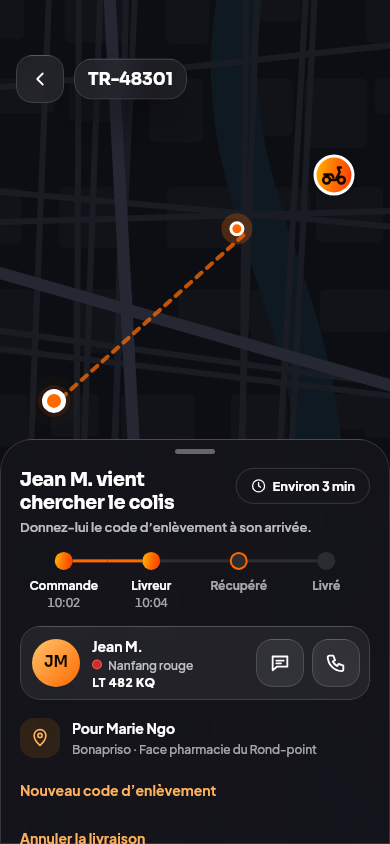 TR-48301
Jean M. vient
chercher le colis
Environ 3 min
Donnez-lui le code d’enlèvement à son arrivée.
Commande
Livreur
Récupéré
Livré
10:02
10:04
JM
Jean M.
Nanfang rouge
LT 482 KQ
Pour Marie Ngo
Bonapriso · Face pharmacie du Rond-point
Nouveau code d’enlèvement
Annuler la livraison